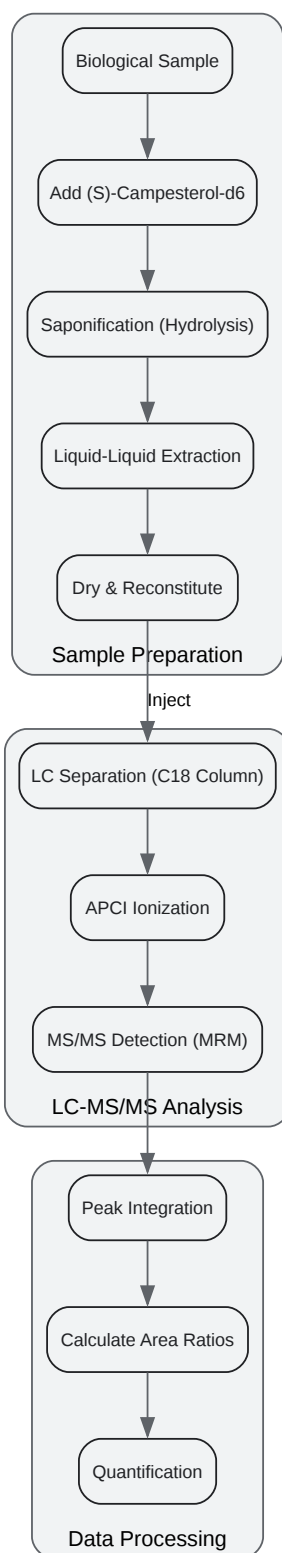 Biological Sample
Add (S)-Campesterol-d6
Saponification (Hydrolysis)
Liquid-Liquid Extraction
Dry & Reconstitute
Sample Preparation
Inject
LC Separation (C18 Column)
APCI Ionization
MS/MS Detection (MRM)
LC-MS/MS Analysis
Peak Integration
Calculate Area Ratios
Quantification
Data Processing